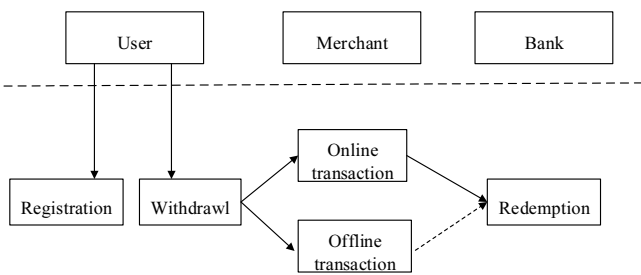 User
Merchant
Bank
Online
transaction
Registration
Withdrawl
Redemption
Offline
transaction